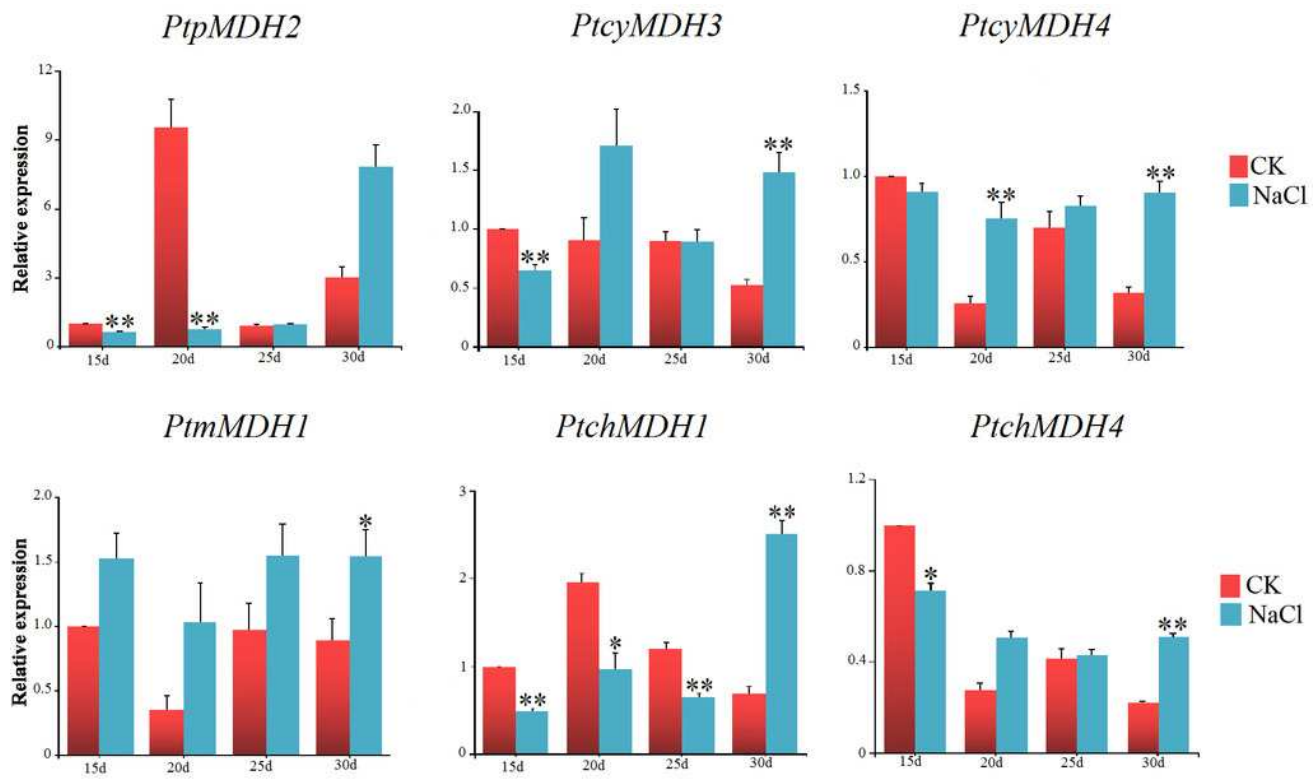 PtpMDH2
PtcyMDH3
PtcyMDH4
Relative expression
12
9
6
3
0
** **
15d 20d 25d 30d
2.0
1.5
1.0
0.5
0
** **
15d 20d 25d 30d
1.5
1.0
0.5
0
** **
15d 20d 25d 30d
CK
NaCl
PtmMDH1
PtchMDH1
PtchMDH4
Relative expression
2.0
1.5
1.0
0.5
0
*
15d 20d 25d 30d
3
2
1
0
** * ** **
15d 20d 25d 30d
1.2
0.8
0.4
0
* **
15d 20d 25d 30d
CK
NaCl